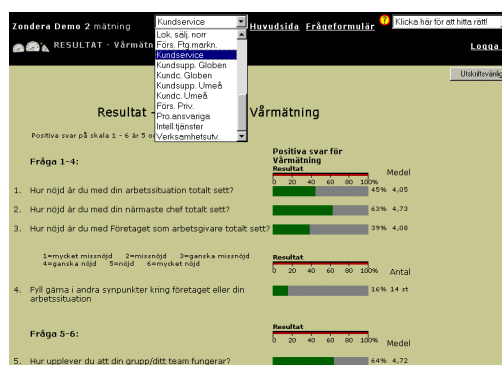 Zondera Demo 2 mätning
Kundservice
Huvudsida Frågeformulär
Klicka här för att hitta rätt!
RESULTAT - Vårmätn
Logga
Utskriftsvänlig
Lok. sälj. norr
Förs. Ftg.markn.
Kundservice
Kundsupp. Globen
Kundc. Globen
Kundsupp. Umeå
Kundc. Umeå
Förs. Priv.
Pro.ansvariga
Intell.tjänster
Verksamhetsutv.
Resultat - Vårmätning
Positiva svar på skala 1 - 6 är 5 oc
Fråga 1-4:
Positiva svar för
Vårmätning
Resultat
0 20 40 60 80 100% Medel
1. Hur nöjd är du med din arbetssituation totalt sett? 45% 4,05
2. Hur nöjd är du med din närmaste chef totalt sett? 63% 4,73
3. Hur nöjd är du med Företaget som arbetsgivare totalt sett? 39% 4,08
1=mycket missnöjd 2=missnöjd 3=ganska missnöjd
4=ganska nöjd 5=nöjd 6=mycket nöjd
Resultat
0 20 40 60 80 100% Antal
4. Fyll gärna i andra synpunkter kring företaget eller din
arbetssituation 16% 14 st
Fråga 5-6:
Resultat
0 20 40 60 80 100% Medel
5. Hur upplever du att din grupp/ditt team fungerar? 64% 4,72